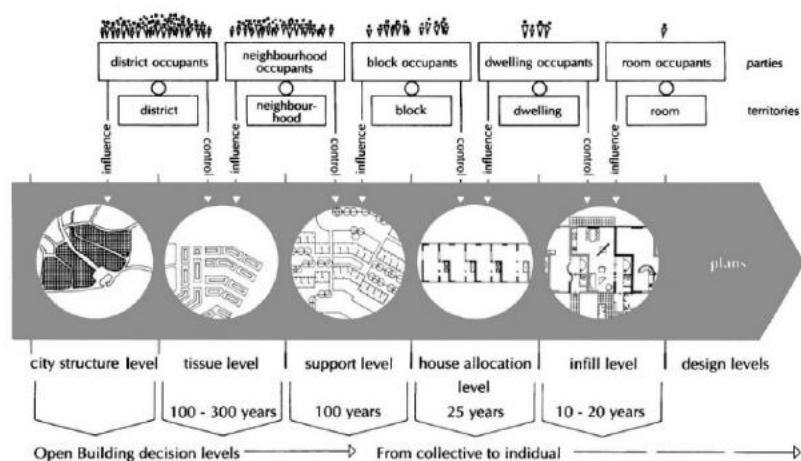 district occupants
neighbourhood
occupants
block occupants
dwelling occupants
room occupants
parties
district
neighbour-
hood
block
dwelling
room
territories
influence
control
influence
control
influence
control
influence
control
influence
plans
city structure level
tissue level
support level
house allocation
level
infill level
design levels
100 - 300 years
100 years
25 years
10 - 20 years
Open Building decision levels
From collective to indidual